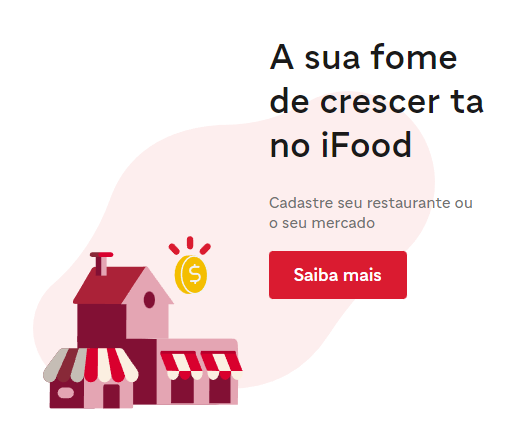 A sua fome
de crescer ta
no iFood
Cadastre seu restaurante ou
o seu mercado
Saiba mais
$